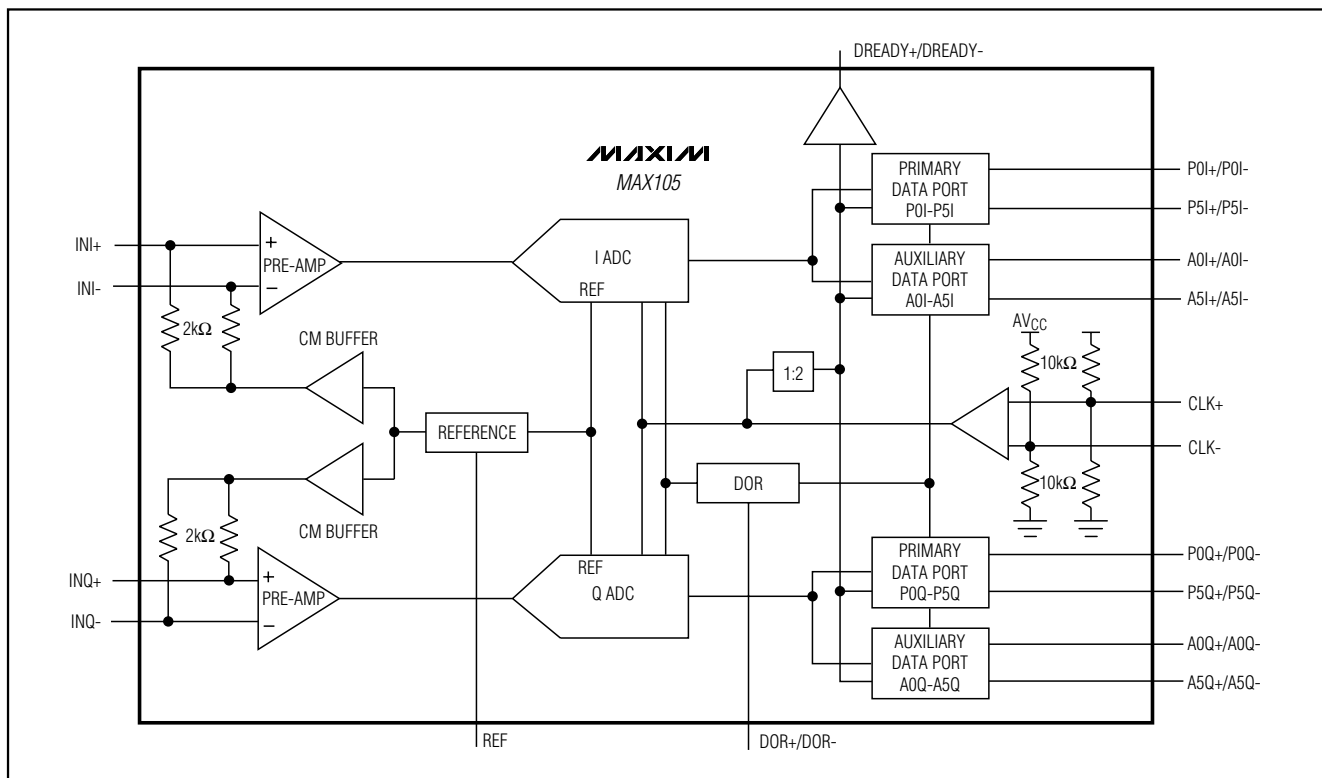 DREADY+/DREADY-
MAXIM
MAX105
PRIMARY
DATA PORT
P0I-P5I
P0I+/P0I-
P5I+/P5I-
INI+
INI-
+
PRE-AMP
−
I ADC
REF
AUXILIARY
DATA PORT
A0I-A5I
A0I+/A0I-
A5I+/A5I-
2kΩ
CM BUFFER
1:2
AVCC
10kΩ
CLK+
CLK-
REFERENCE
10kΩ
DOR
2kΩ
CM BUFFER
INQ+
INQ-
+
PRE-AMP
−
REF
Q ADC
PRIMARY
DATA PORT
P0Q-P5Q
P0Q+/P0Q-
P5Q+/P5Q-
AUXILIARY
DATA PORT
A0Q-A5Q
A0Q+/A0Q-
A5Q+/A5Q-
REF
DOR+/DOR-